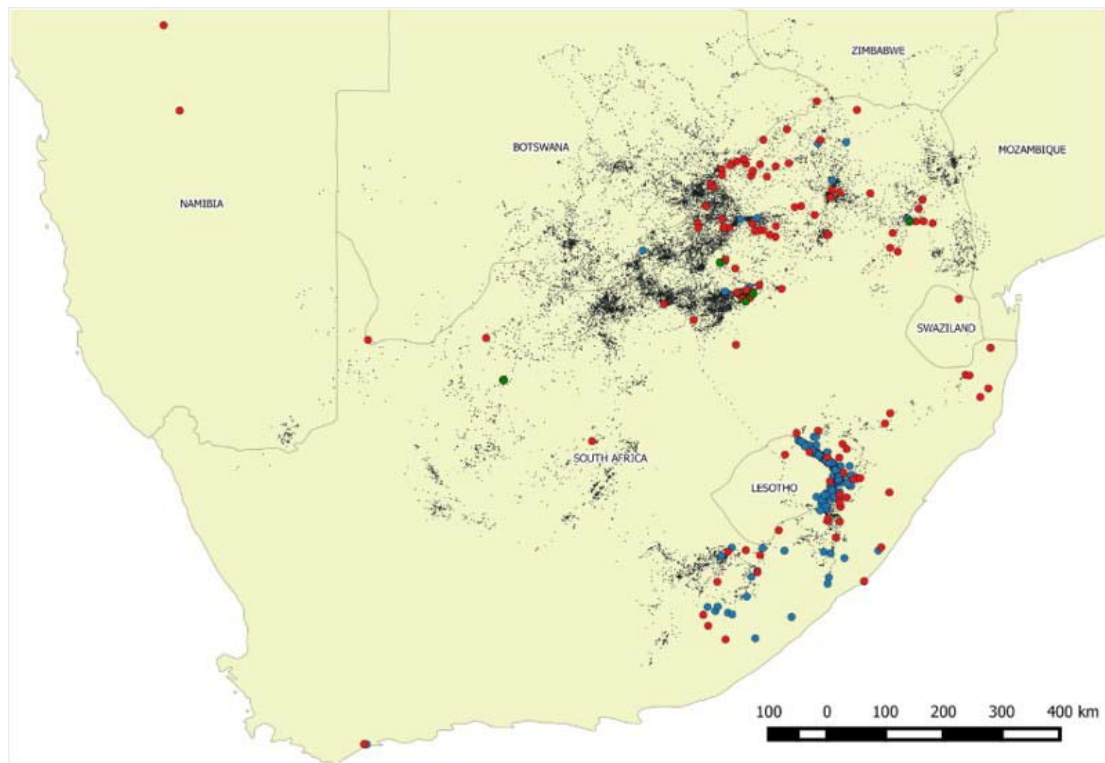 ZIMBABWE
BOTSWANA
MOZAMBIQUE
NAMIBIA
SWAZILAND
SOUTH AFRICA
LESOTHO
100 0 100 200 300 400 km